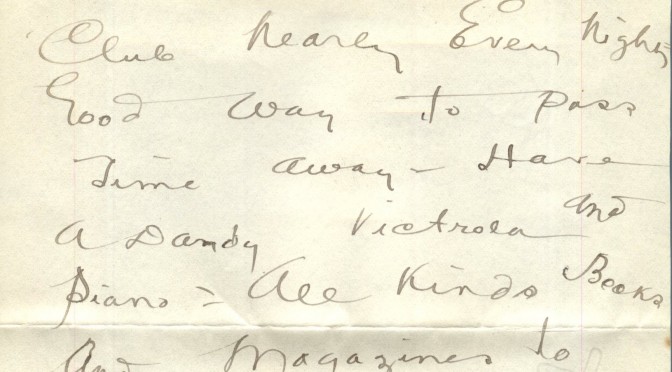 Club Nearly Every Night
Good Way to Pass
Time away - Have
A Dandy Victrola and
Piano = All Kinds Books
And Magazines to